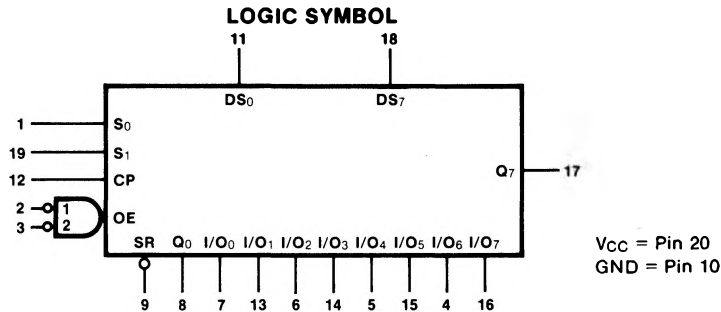 LOGIC SYMBOL
11 18
DS0 DS7
1 S0
19 S1
12 CP
Q7 17
2 1
3 2
OE
SR Q0 I/O0 I/O1 I/O2 I/O3 I/O4 I/O5 I/O6 I/O7
9 8 7 13 6 14 5 15 4 16
VCC = Pin 20
GND = Pin 10